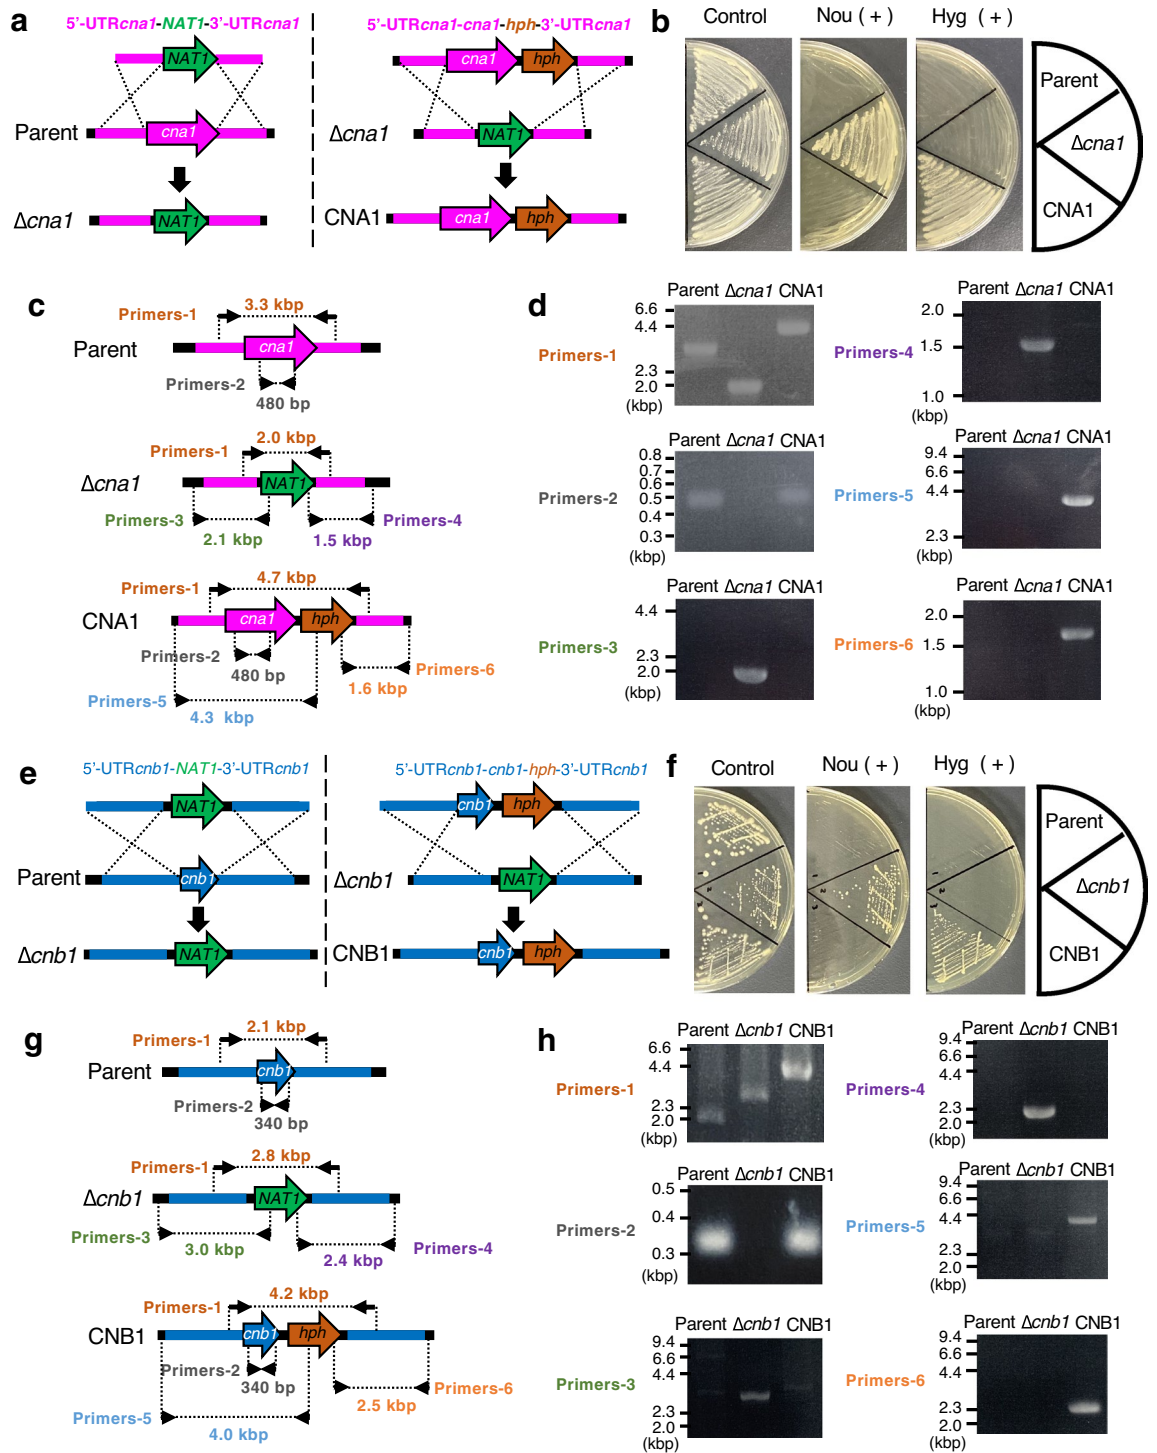 a
5'-UTRcna1-NAT1-3'-UTRcna1
NAT1
Parent
cna1
Δcna1
NAT1
5'-UTRcna1-cna1-hph-3'-UTRcna1
cna1 hph
Δcna1
NAT1
CNA1
cna1 hph
b
Control Nou (+) Hyg (+)
Parent
Δcna1
CNA1
c
Primers-1
3.3 kbp
Parent
cna1
Primers-2
480 bp
2.0 kbp
Primers-1
Δcna1
NAT1
Primers-3
Primers-4
2.1 kbp
1.5 kbp
4.7 kbp
Primers-1
CNA1
cna1 hph
Primers-2
480 bp
Primers-6
1.6 kbp
Primers-5
4.3 kbp
d
Parent Δcna1 CNA1
6.6
4.4
Primers-1
2.3
2.0
(kbp)
Parent Δcna1 CNA1
2.0
Primers-4
1.5
1.0
(kbp)
Parent Δcna1 CNA1
0.8
0.7
0.6
Primers-2
0.5
0.4
0.3
(kbp)
Parent Δcna1 CNA1
9.4
6.6
Primers-5
4.4
2.3
(kbp)
Parent Δcna1 CNA1
4.4
Primers-3
2.3
2.0
(kbp)
Parent Δcna1 CNA1
2.0
Primers-6
1.5
1.0
(kbp)
e
5'-UTRcnb1-NAT1-3'-UTRcnb1
NAT1
Parent
cnb1
Δcnb1
NAT1
5'-UTRcnb1-cnb1-hph-3'-UTRcnb1
cnb1 hph
Δcnb1
NAT1
CNB1
cnb1 hph
f
Control Nou (+) Hyg (+)
Parent
Δcnb1
CNB1
g
2.1 kbp
Primers-1
Parent
cnb1
Primers-2
340 bp
2.8 kbp
Primers-1
Δcnb1
NAT1
Primers-3
3.0 kbp
2.4 kbp
Primers-4
4.2 kbp
Primers-1
CNB1
cnb1 hph
Primers-2
340 bp
Primers-6
2.5 kbp
Primers-5
4.0 kbp
h
Parent Δcnb1 CNB1
6.6
4.4
Primers-1
2.3
2.0
(kbp)
Parent Δcnb1 CNB1
9.4
6.6
4.4
Primers-4
2.3
2.0
(kbp)
Parent Δcnb1 CNB1
0.5
0.4
Primers-2
0.3
(kbp)
Parent Δcnb1 CNB1
9.4
6.6
4.4
Primers-5
2.3
2.0
(kbp)
Parent Δcnb1 CNB1
9.4
6.6
4.4
Primers-3
2.3
2.0
(kbp)
Parent Δcnb1 CNB1
9.4
6.6
4.4
Primers-6
2.3
2.0
(kbp)